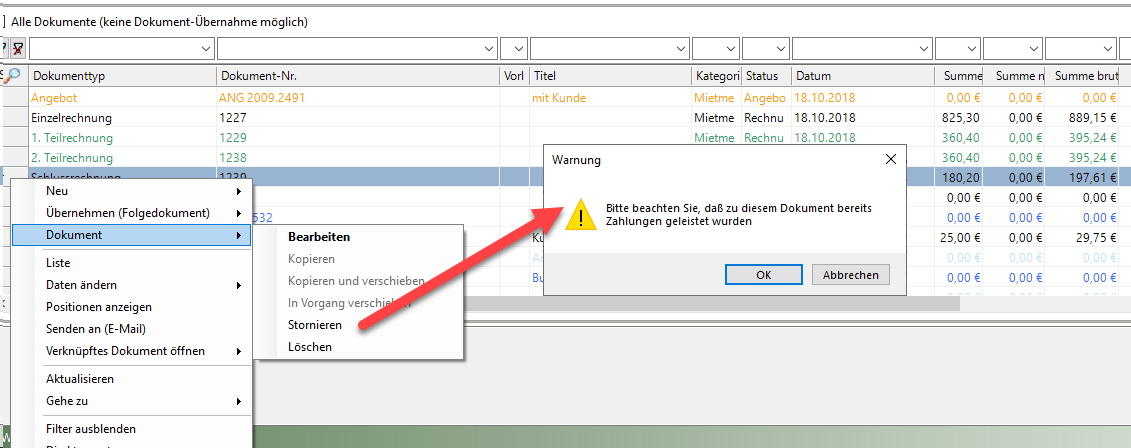 Alle Dokumente (keine Dokument-Übernahme möglich)
Dokumenttyp Dokument-Nr. Vorl Titel Kategori Status Datum Summe Summe n Summe brut
Angebot ANG 2009.2491 mit Kunde Mietme Angebo 18.10.2018 0,00 € 0,00 € 0,00 €
Einzelrechnung 1227 Mietme Rechnu 18.10.2018 825,30 0,00 € 889,15 €
1. Teilrechnung 1229 Mietme Rechnu 18.10.2018 360,40 0,00 € 395,24 €
2. Teilrechnung 1238 360,40 0,00 € 395,24 €
Schlussrechnung 1239 180,20 0,00 € 197,61 €
0,00 € 0,00 € 0,00 €
532 0,00 € 0,00 € 0,00 €
Ku 25,00 € 0,00 € 29,75 €
0,00 € 0,00 € 0,00 €
Bu 0,00 € 0,00 € 0,00 €
Neu
Übernehmen (Folgedokument)
Dokument
Liste
Daten ändern
Positionen anzeigen
Senden an (E-Mail)
Verknüpftes Dokument öffnen
Aktualisieren
Gehe zu
Filter ausblenden
Bearbeiten
Kopieren
Kopieren und verschieben
In Vorgang verschieben
Stornieren
Löschen
Warnung
Bitte beachten Sie, daß zu diesem Dokument bereits
Zahlungen geleistet wurden
OK Abbrechen